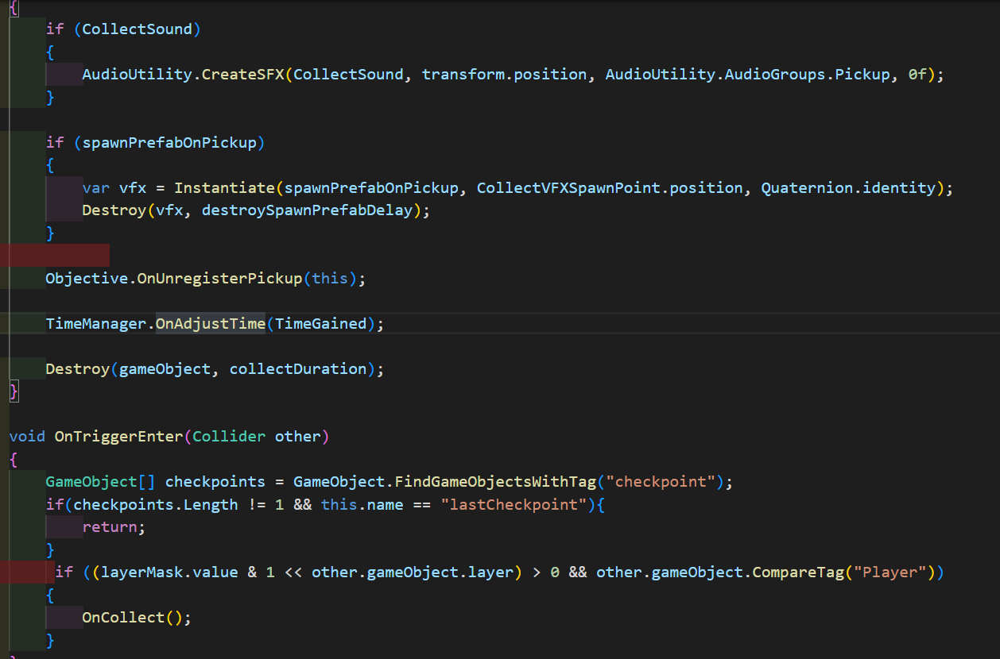 {
if (CollectSound)
{
AudioUtility.CreateSFX(CollectSound, transform.position, AudioUtility.AudioGroups.Pickup, 0f);
}
if (spawnPrefabOnPickup)
{
var vfx = Instantiate(spawnPrefabOnPickup, CollectVFXSpawnPoint.position, Quaternion.identity);
Destroy(vfx, destroySpawnPrefabDelay);
}
Objective.OnUnregisterPickup(this);
TimeManager.OnAdjustTime(TimeGained);
Destroy(gameObject, collectDuration);
}
void OnTriggerEnter(Collider other)
{
GameObject[] checkpoints = GameObject.FindGameObjectsWithTag("checkpoint");
if(checkpoints.Length != 1 && this.name == "lastCheckpoint"){
return;
}
if ((layerMask.value & 1 << other.gameObject.layer) > 0 && other.gameObject.CompareTag("Player"))
{
OnCollect();
}